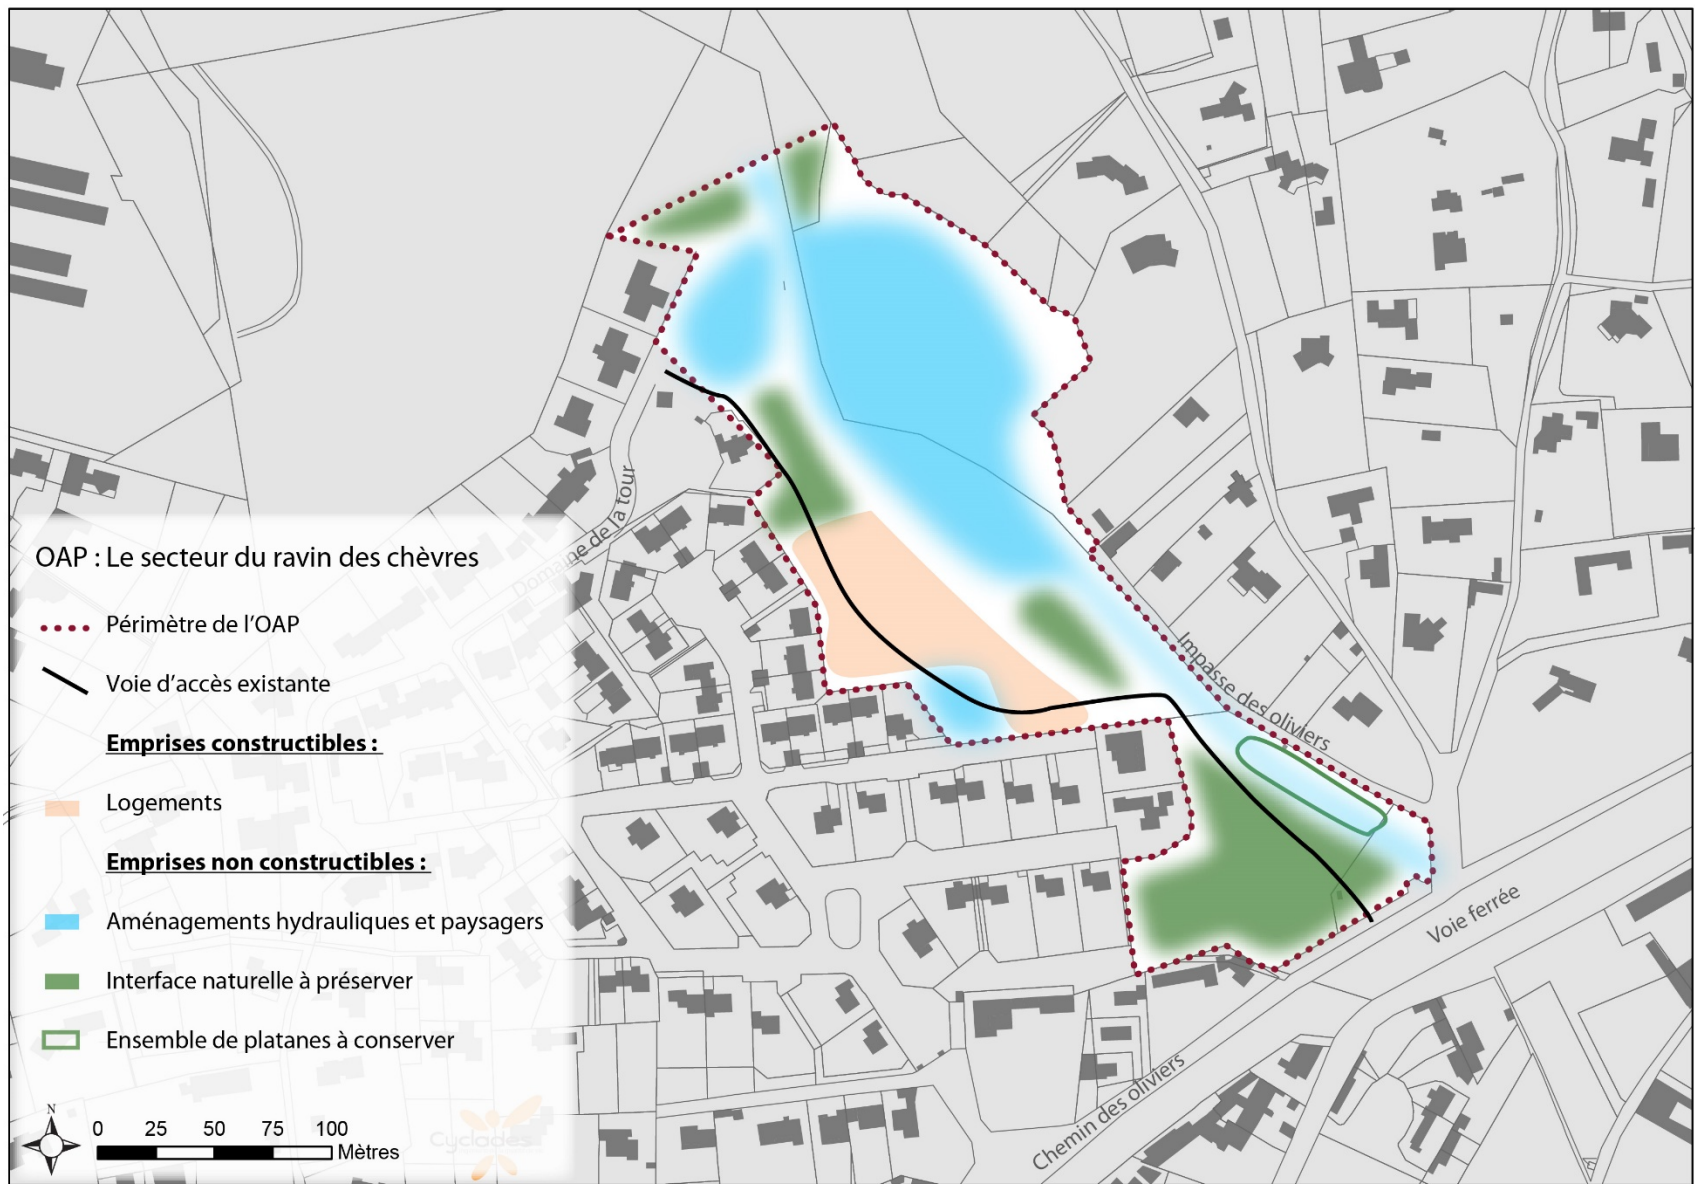 Domaine de la tour
OAP : Le secteur du ravin des chèvres
Périmètre de l'OAP
Voie d'accès existante
Emprises constructibles :
Logements
Emprises non constructibles :
Aménagements hydrauliques et paysagers
Interface naturelle à préserver
Ensemble de platanes à conserver
N
0 25 50 75 100
Mètres
Cyclades
Impasse des oliviers
Voie ferrée
Chemin des oliviers